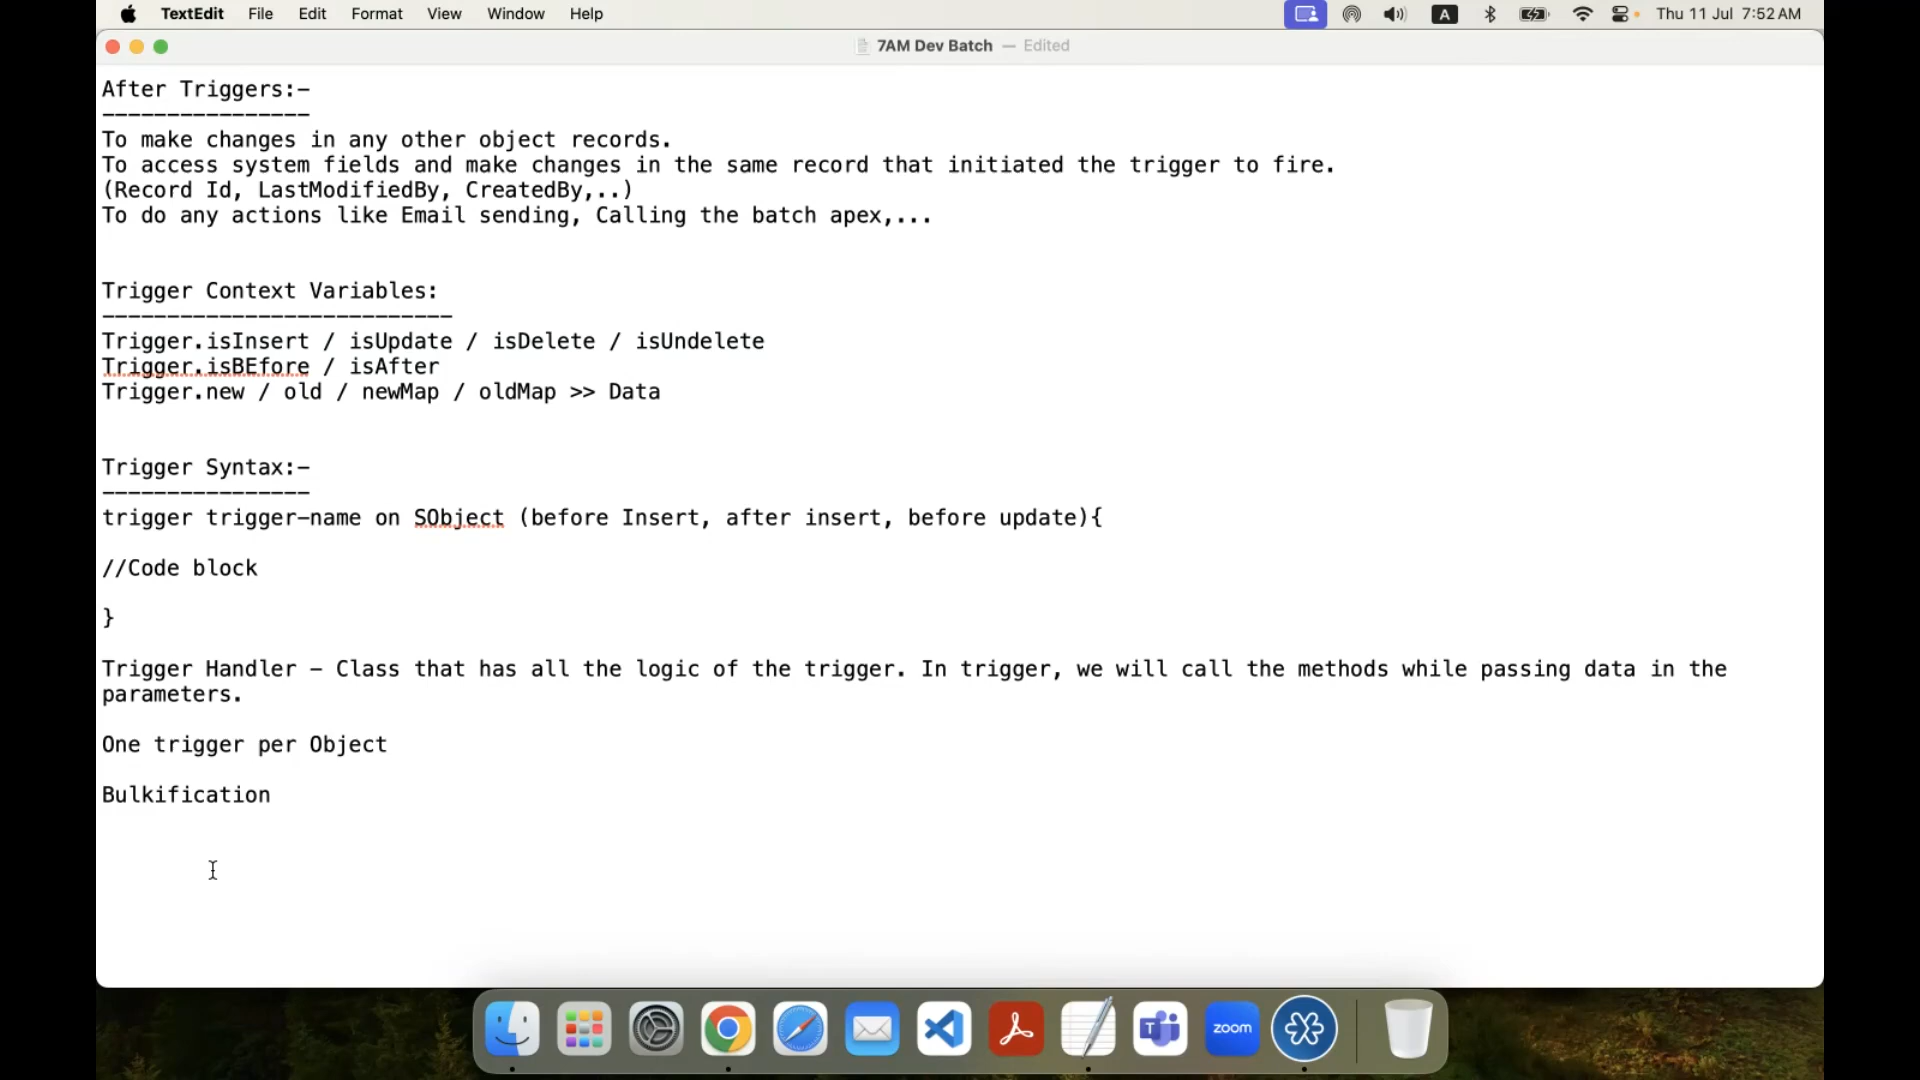 TextEdit File Edit Format View Window Help A Thu 11 Jul 7:52 AM
7AM Dev Batch — Edited
After Triggers:-
----------------
To make changes in any other object records.
To access system fields and make changes in the same record that initiated the trigger to fire.
(Record Id, LastModifiedBy, CreatedBy,..)
To do any actions like Email sending, Calling the batch apex,...
Trigger Context Variables:
---------------------------
Trigger.isInsert / isUpdate / isDelete / isUndelete
Trigger.isBEfore / isAfter
Trigger.new / old / newMap / oldMap >> Data
Trigger Syntax:-
----------------
trigger trigger-name on SObject (before Insert, after insert, before update){
//Code block
}
Trigger Handler - Class that has all the logic of the trigger. In trigger, we will call the methods while passing data in the
parameters.
One trigger per Object
Bulkification
T zoom